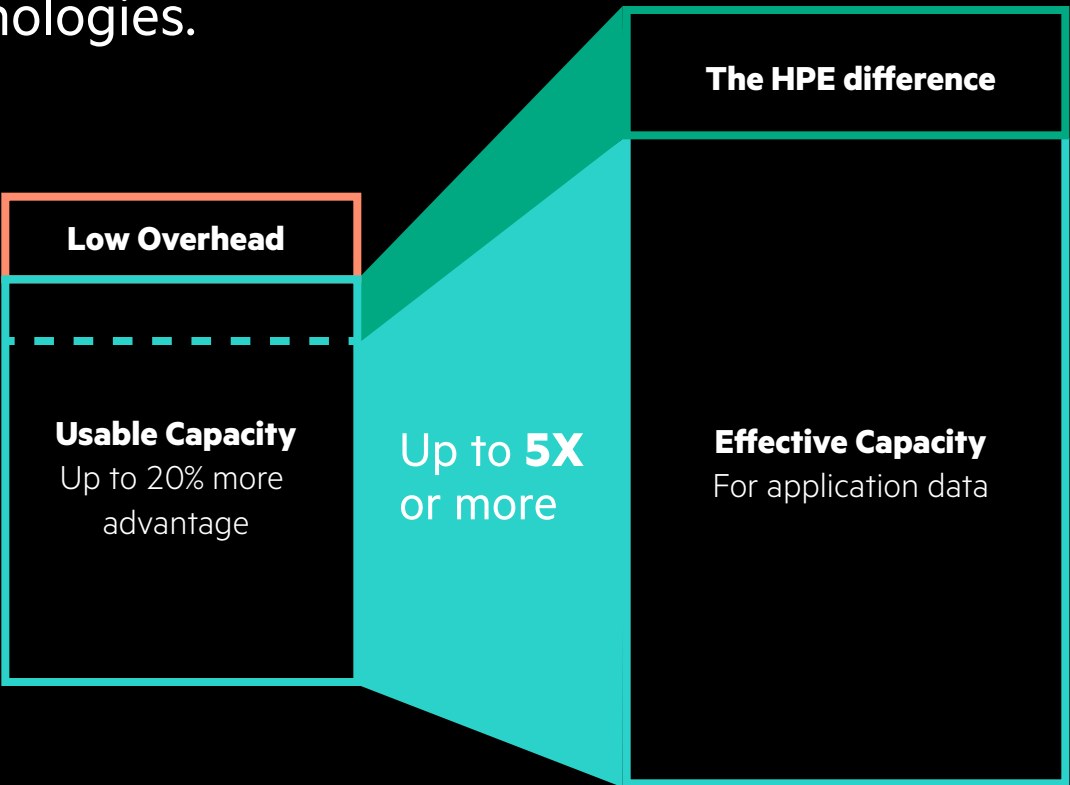 nologies.
The HPE difference
Low Overhead
Usable Capacity
Up to 20% more
advantage
Up to 5X
or more
Effective Capacity
For application data